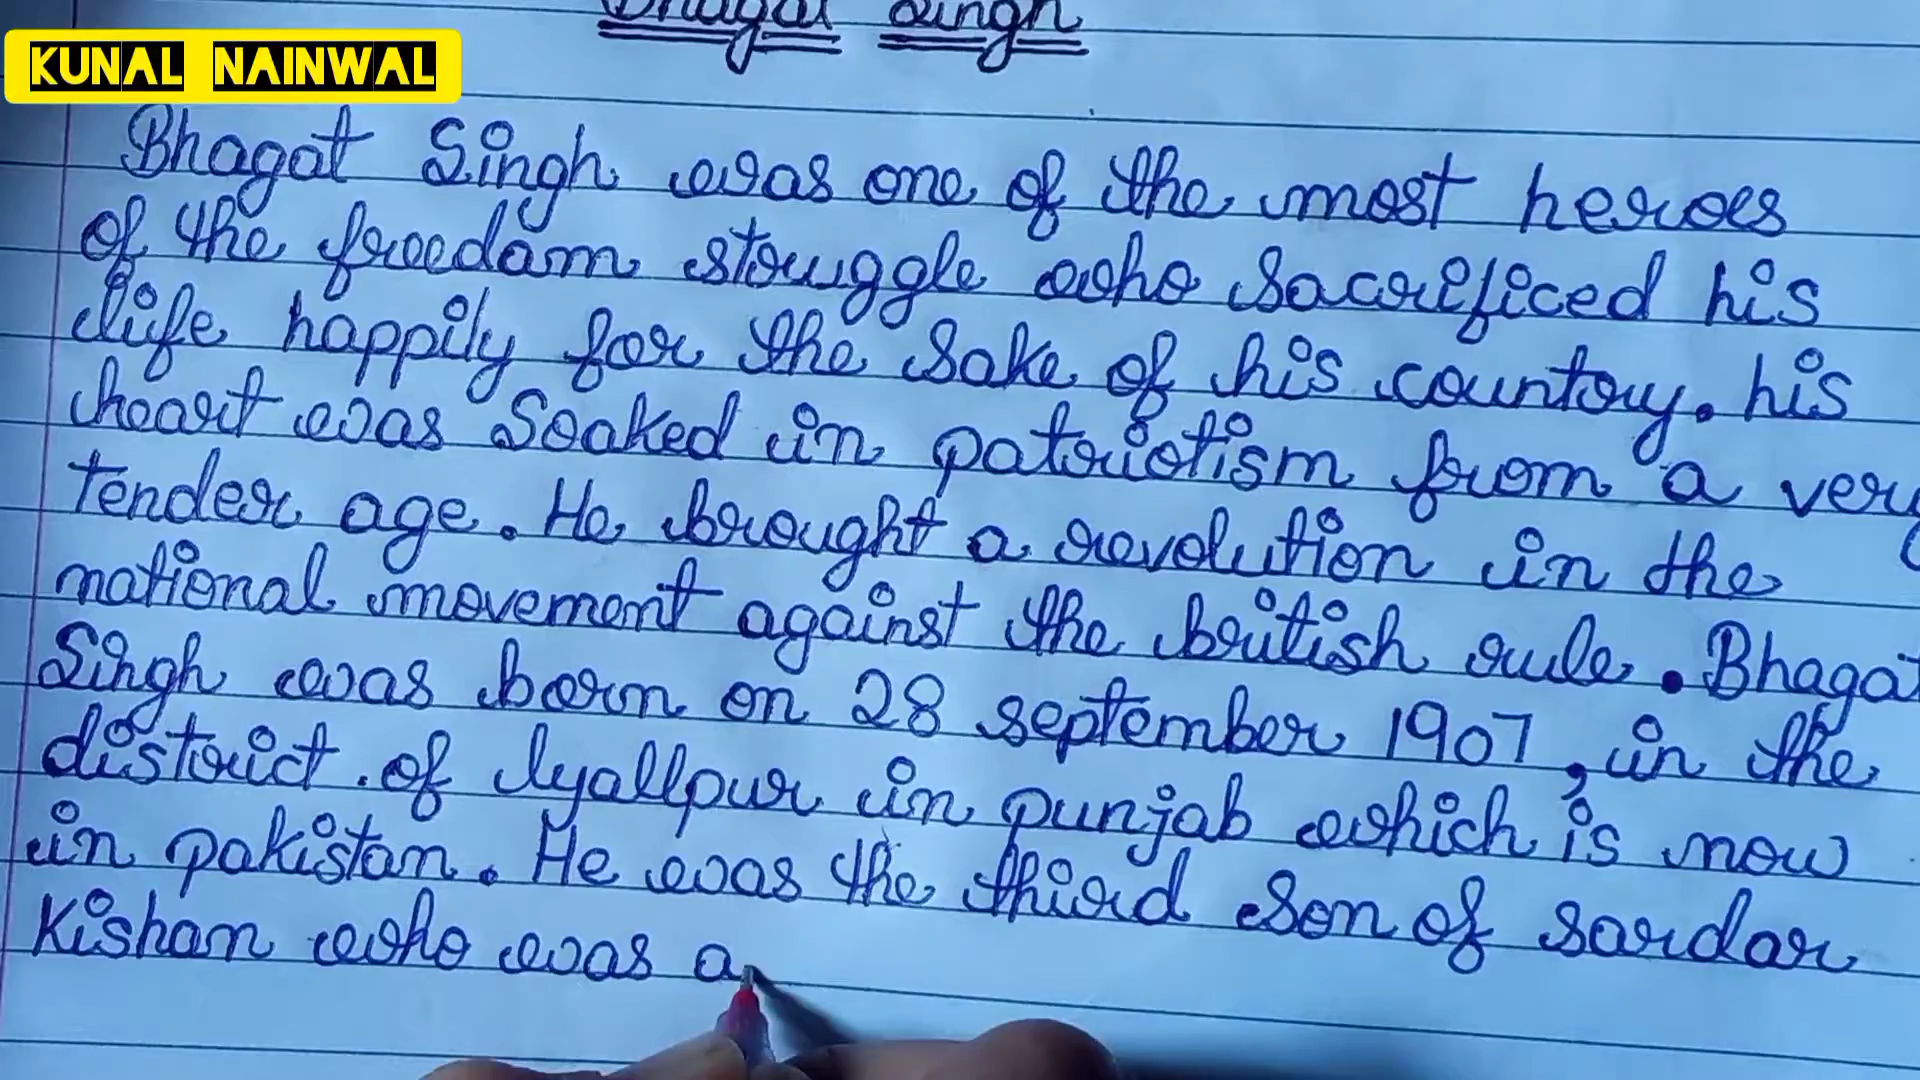 Bhagat Singh
KUNAL NAINWAL
Bhagat Singh was one of the most heroes
of the freedom struggle who sacrificed his
life happily for the sake of his country. his
heart was Soaked in patriotism from a very
tender age. He brought a revolution in the
national movement against the british rule. Bhagat
Singh was born on 28 september 1907, in the
district. of lyallpur in punjab which is now
in pakistan. He was the third son of sardar
Kisham who was a